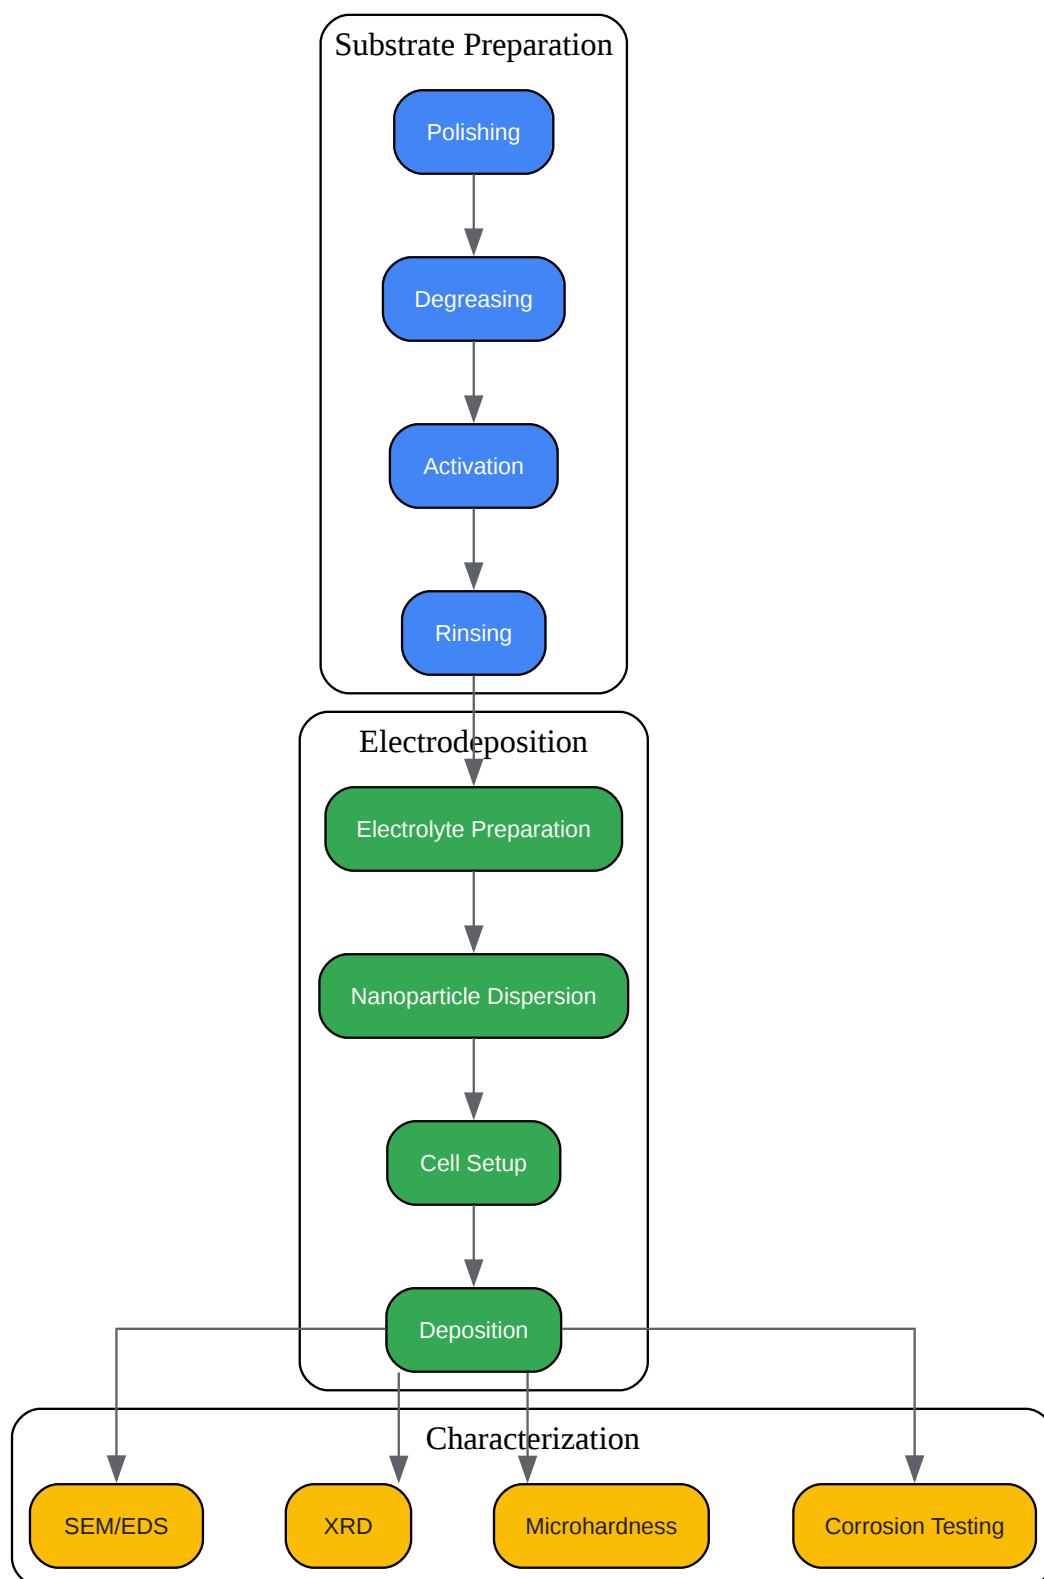 Substrate Preparation
Polishing
Degreasing
Activation
Rinsing
Electrodeposition
Electrolyte Preparation
Nanoparticle Dispersion
Cell Setup
Deposition
Characterization
SEM/EDS
XRD
Microhardness
Corrosion Testing